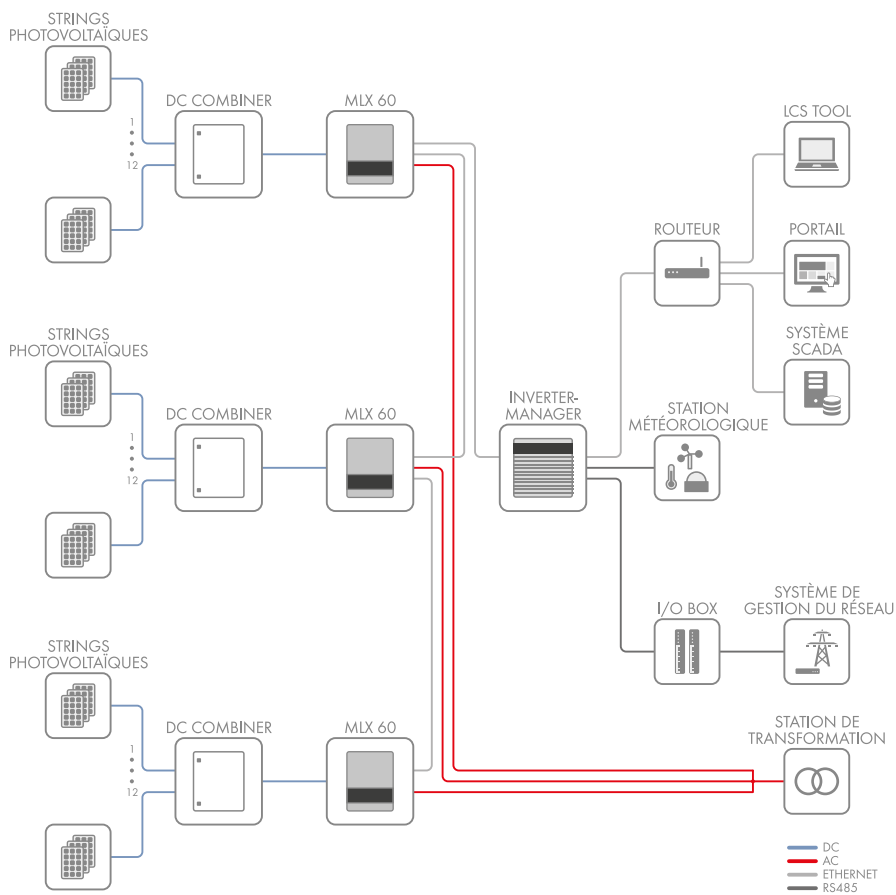 STRINGS
PHOTOVOLTAÏQUES
DC COMBINER
MLX 60
1
12
LCS TOOL
ROUTEUR
PORTAIL
SYSTÈME
SCADA
STRINGS
PHOTOVOLTAÏQUES
DC COMBINER
MLX 60
1
12
INVERTER-
MANAGER
STATION
MÉTÉOROLOGIQUE
I/O BOX
SYSTÈME DE
GESTION DU RÉSEAU
STRINGS
PHOTOVOLTAÏQUES
DC COMBINER
MLX 60
1
12
STATION DE
TRANSFORMATION
DC
AC
ETHERNET
RS485